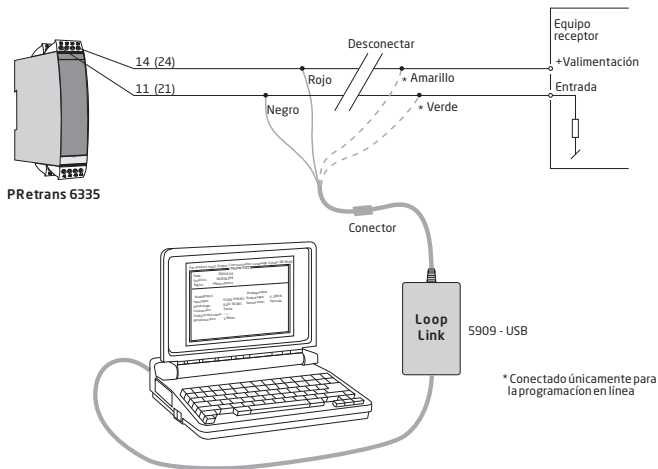 Equipo
receptor
Desconectar
14 (24)
+Valimentación
Rojo
* Amarillo
11 (21)
Entrada
Negro
* Verde
PRetrans 6335
Conector
Loop
Link
5909 - USB
* Conectado únicamente para
la programacíon en línea